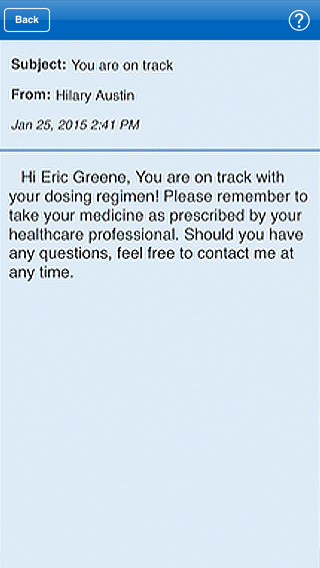 Back
?
Subject: You are on track
From: Hilary Austin
Jan 25, 2015 2:41 PM
Hi Eric Greene, You are on track with
your dosing regimen! Please remember to
take your medicine as prescribed by your
healthcare professional. Should you have
any questions, feel free to contact me at
any time.